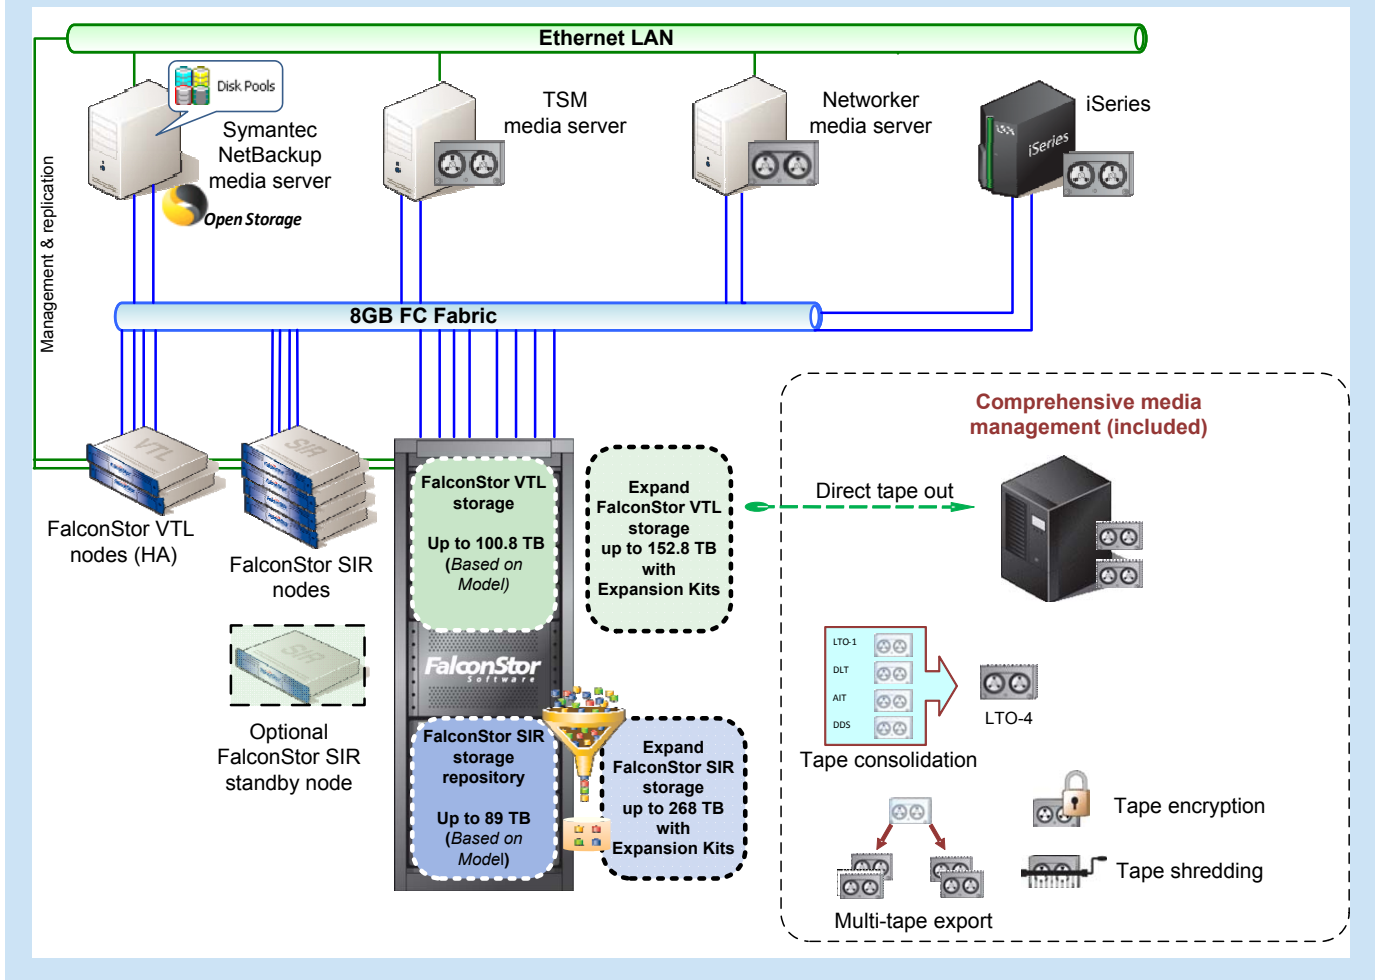 Ethernet LAN
Disk Pools
Symantec
NetBackup
media server
Open Storage
TSM
media server
Networker
media server
iSeries
iSeries
Management & replication
8GB FC Fabric
VTL
FalconStor VTL
nodes (HA)
SIR
FalconStor SIR
nodes
SIR
Optional
FalconStor SIR
standby node
FalconStor VTL
storage
Up to 100.8 TB
(Based on
Model)
FalconStor
Software
FalconStor SIR
storage
repository
Up to 89 TB
(Based on
Model)
Expand
FalconStor VTL
storage
up to 152.8 TB
with
Expansion Kits
Expand
FalconStor SIR
storage
up to 268 TB
with
Expansion Kits
Direct tape out
Comprehensive media
management (included)
LTO-1
DLT
AIT
DDS
LTO-4
Tape consolidation
Multi-tape export
Tape encryption
Tape shredding